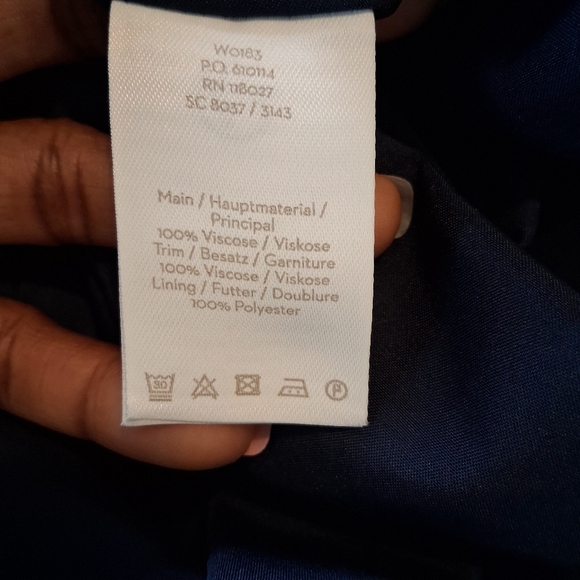 W0183
P.O. 610114
RN 118027
SC 8037 / 3143
Main / Hauptmaterial /
Principal
100% Viscose / Viskose
Trim / Besatz / Garniture
100% Viscose / Viskose
Lining / Futter / Doublure
100% Polyester
30 P